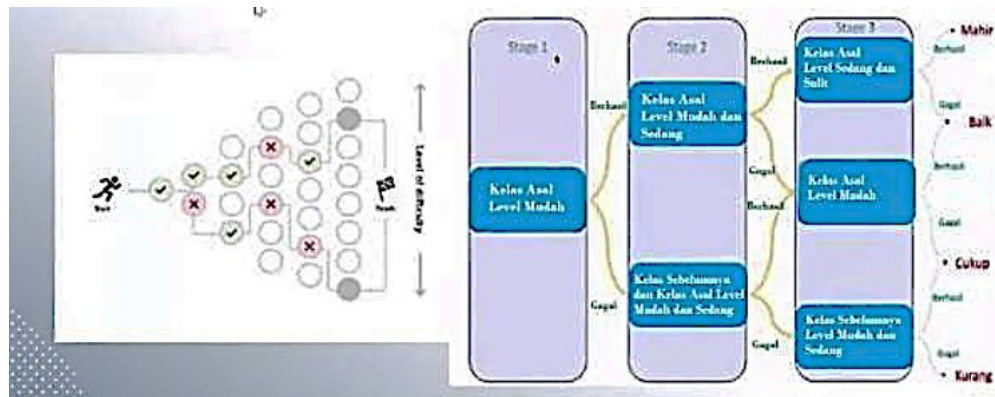 Start
Finish
Level of difficulty
Stage 1
Kelas Asal
Level Mudah
Berhasil
Gagal
Stage 2
Kelas Asal
Level Mudah dan
Sedang
Kelas Sebelumnya
dan Kelas Asal Level
Mudah dan Sedang
Berhasil
Gagal
Berhasil
Gagal
Stage 3
Kelas Asal
Level Sedang dan
Sulit
Kelas Asal
Level Mudah
Kelas Sebelumnya
Level Mudah dan
Sedang
Berhasil
Gagal
Berhasil
Gagal
Berhasil
Gagal
• Mahir
• Baik
• Cukup
• Kurang